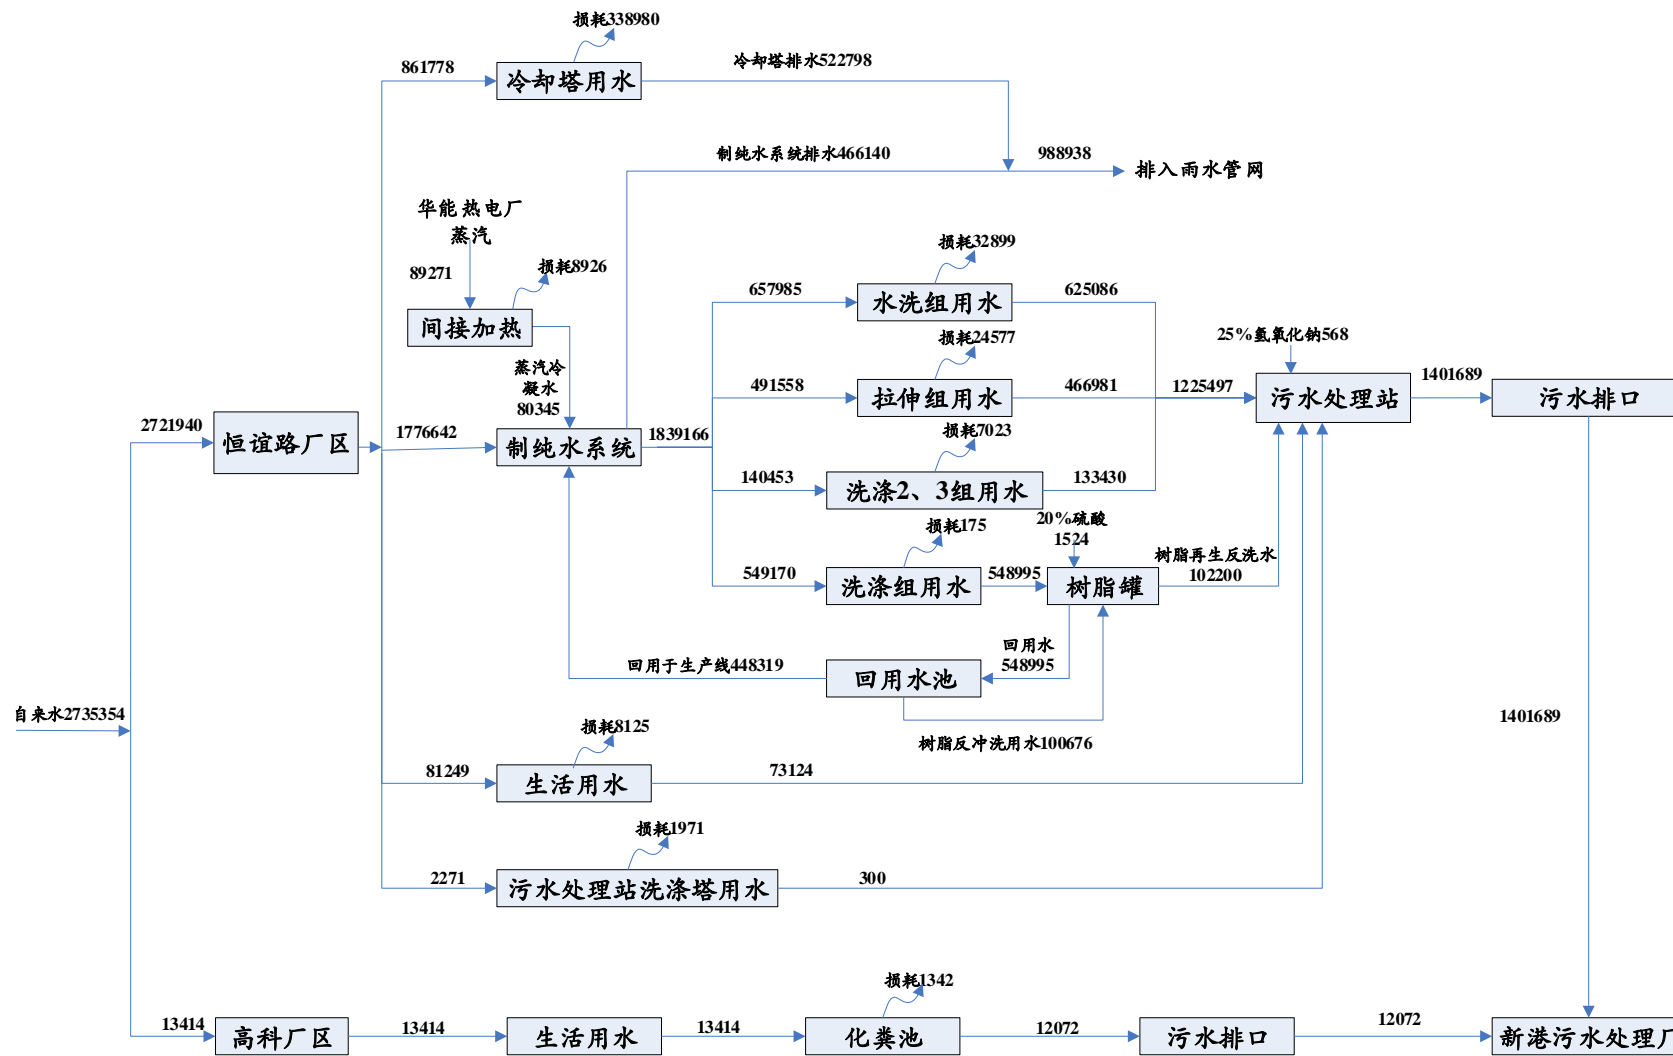 损耗338980
861778
冷却塔用水
冷却塔排水522798
制纯水系统排水466140
988938
排入雨水管网
华能热电厂
蒸汽
89271
损耗8926
间接加热
蒸汽冷
凝水
80345
损耗32899
657985
水洗组用水
625086
损耗24577
491558
拉伸组用水
466981
1225497
25%氢氧化钠568
污水处理站
1401689
污水排口
2721940
恒谊路厂区
1776642
制纯水系统
1839166
损耗7023
140453
洗涤2、3组用水
133430
损耗175
549170
洗涤组用水
548995
20%硫酸
1524
树脂罐
树脂再生反洗水
102200
回用水
548995
回用于生产线448319
回用水池
树脂反冲洗用水100676
自来水2735354
1401689
损耗8125
81249
生活用水
73124
损耗1971
2271
污水处理站洗涤塔用水
300
13414
高科厂区
13414
生活用水
13414
损耗1342
化粪池
12072
污水排口
12072
新港污水处理厂